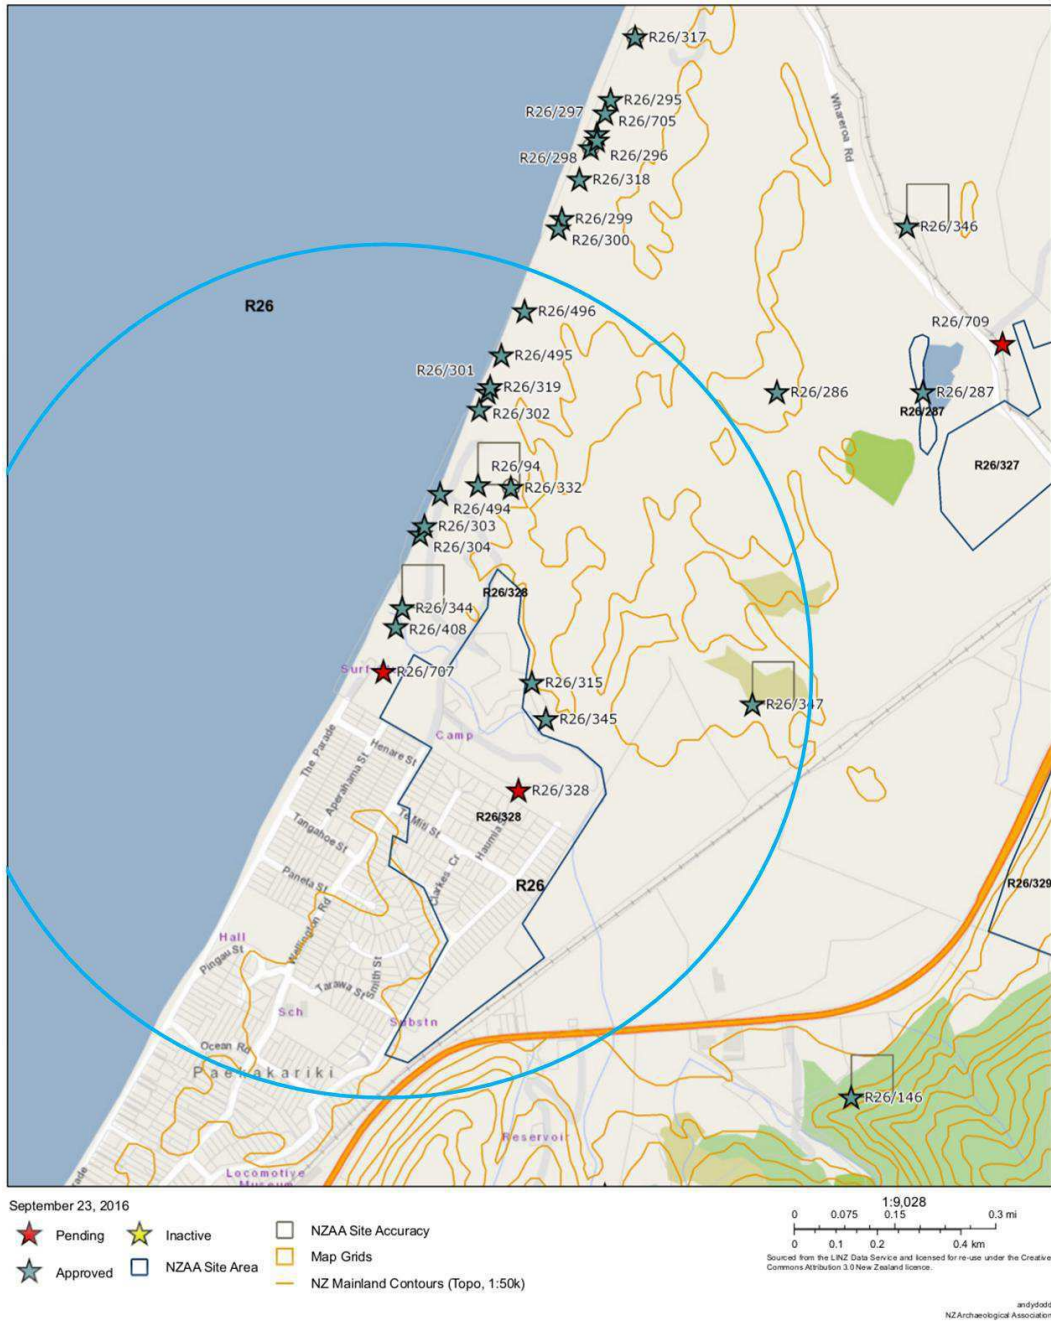 R26/317
R26/295
R26/297
R26/705
R26/298
R26/296
R26/318
R26/299
R26/300
Whareroa Rd
R26/346
R26
R26/496
R26/709
R26/495
R26/301
R26/319
R26/302
R26/286
R26/287
R26/287
R26/327
R26/94
R26/332
R26/494
R26/303
R26/304
R26/328
R26/344
R26/408
Surf
R26/707
R26/315
R26/347
R26/345
Camp
The Parade
Henare St
Aperahama St
R26/328
R26/328
Tangahoe St
Te Miti St
Haumia St
Paneta St
Clarkes Cr
R26
R26/329
Wellington Rd
Hall
Pingau St
Smith St
Tarawa St
Sch
Substn
Ocean Rd
Paekakariki
R26/146
Reservoir
Locomotive
Museum
September 23, 2016
Pending
Inactive
Approved
NZAA Site Area
NZAA Site Accuracy
Map Grids
NZ Mainland Contours (Topo, 1:50k)
1:9,028
0 0.075 0.15 0.3 mi
0 0.1 0.2 0.4 km
Sourced from the LINZ Data Service and licensed for re-use under the Creative
Commons Attribution 3.0 New Zealand licence.
andydodd
NZ Archaeological Association